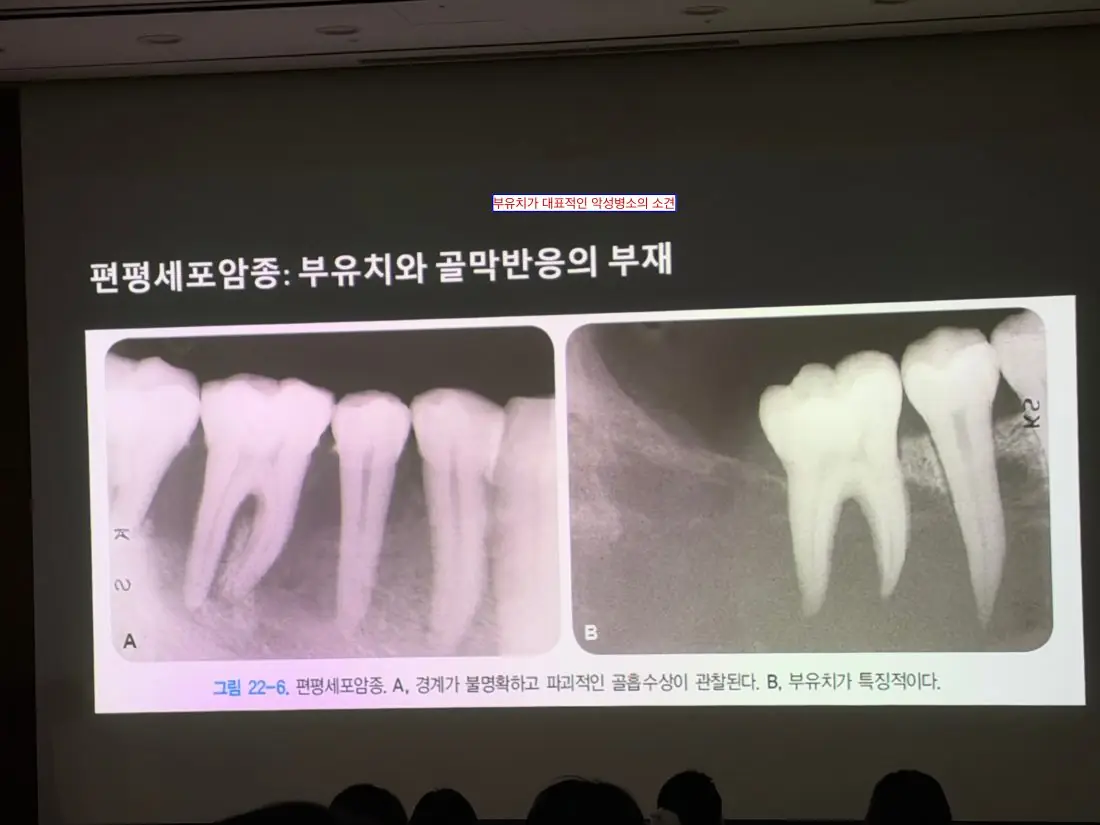 부유치가 대표적인 악성병소의 소견
편평세포암종: 부유치와 골막반응의 부재
K
S
A
B
SK
그림 22-6. 편평세포암종. A, 경계가 불명확하고 파괴적인 골흡수상이 관찰된다. B, 부유치가 특징적이다.